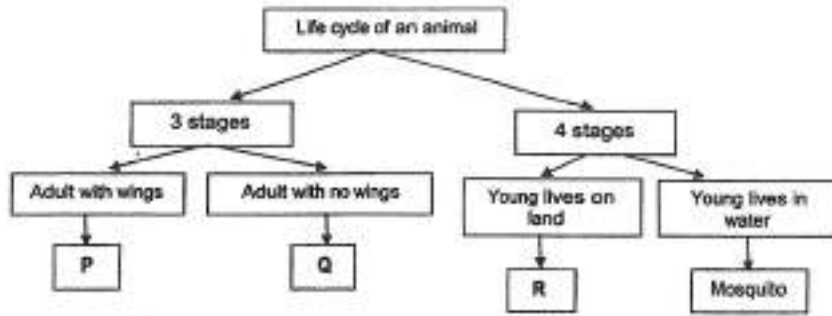 Life cycle of an animal
3 stages
4 stages
Adult with wings
Adult with no wings
Young lives on
land
Young lives in
water
P
Q
R
Mosquito